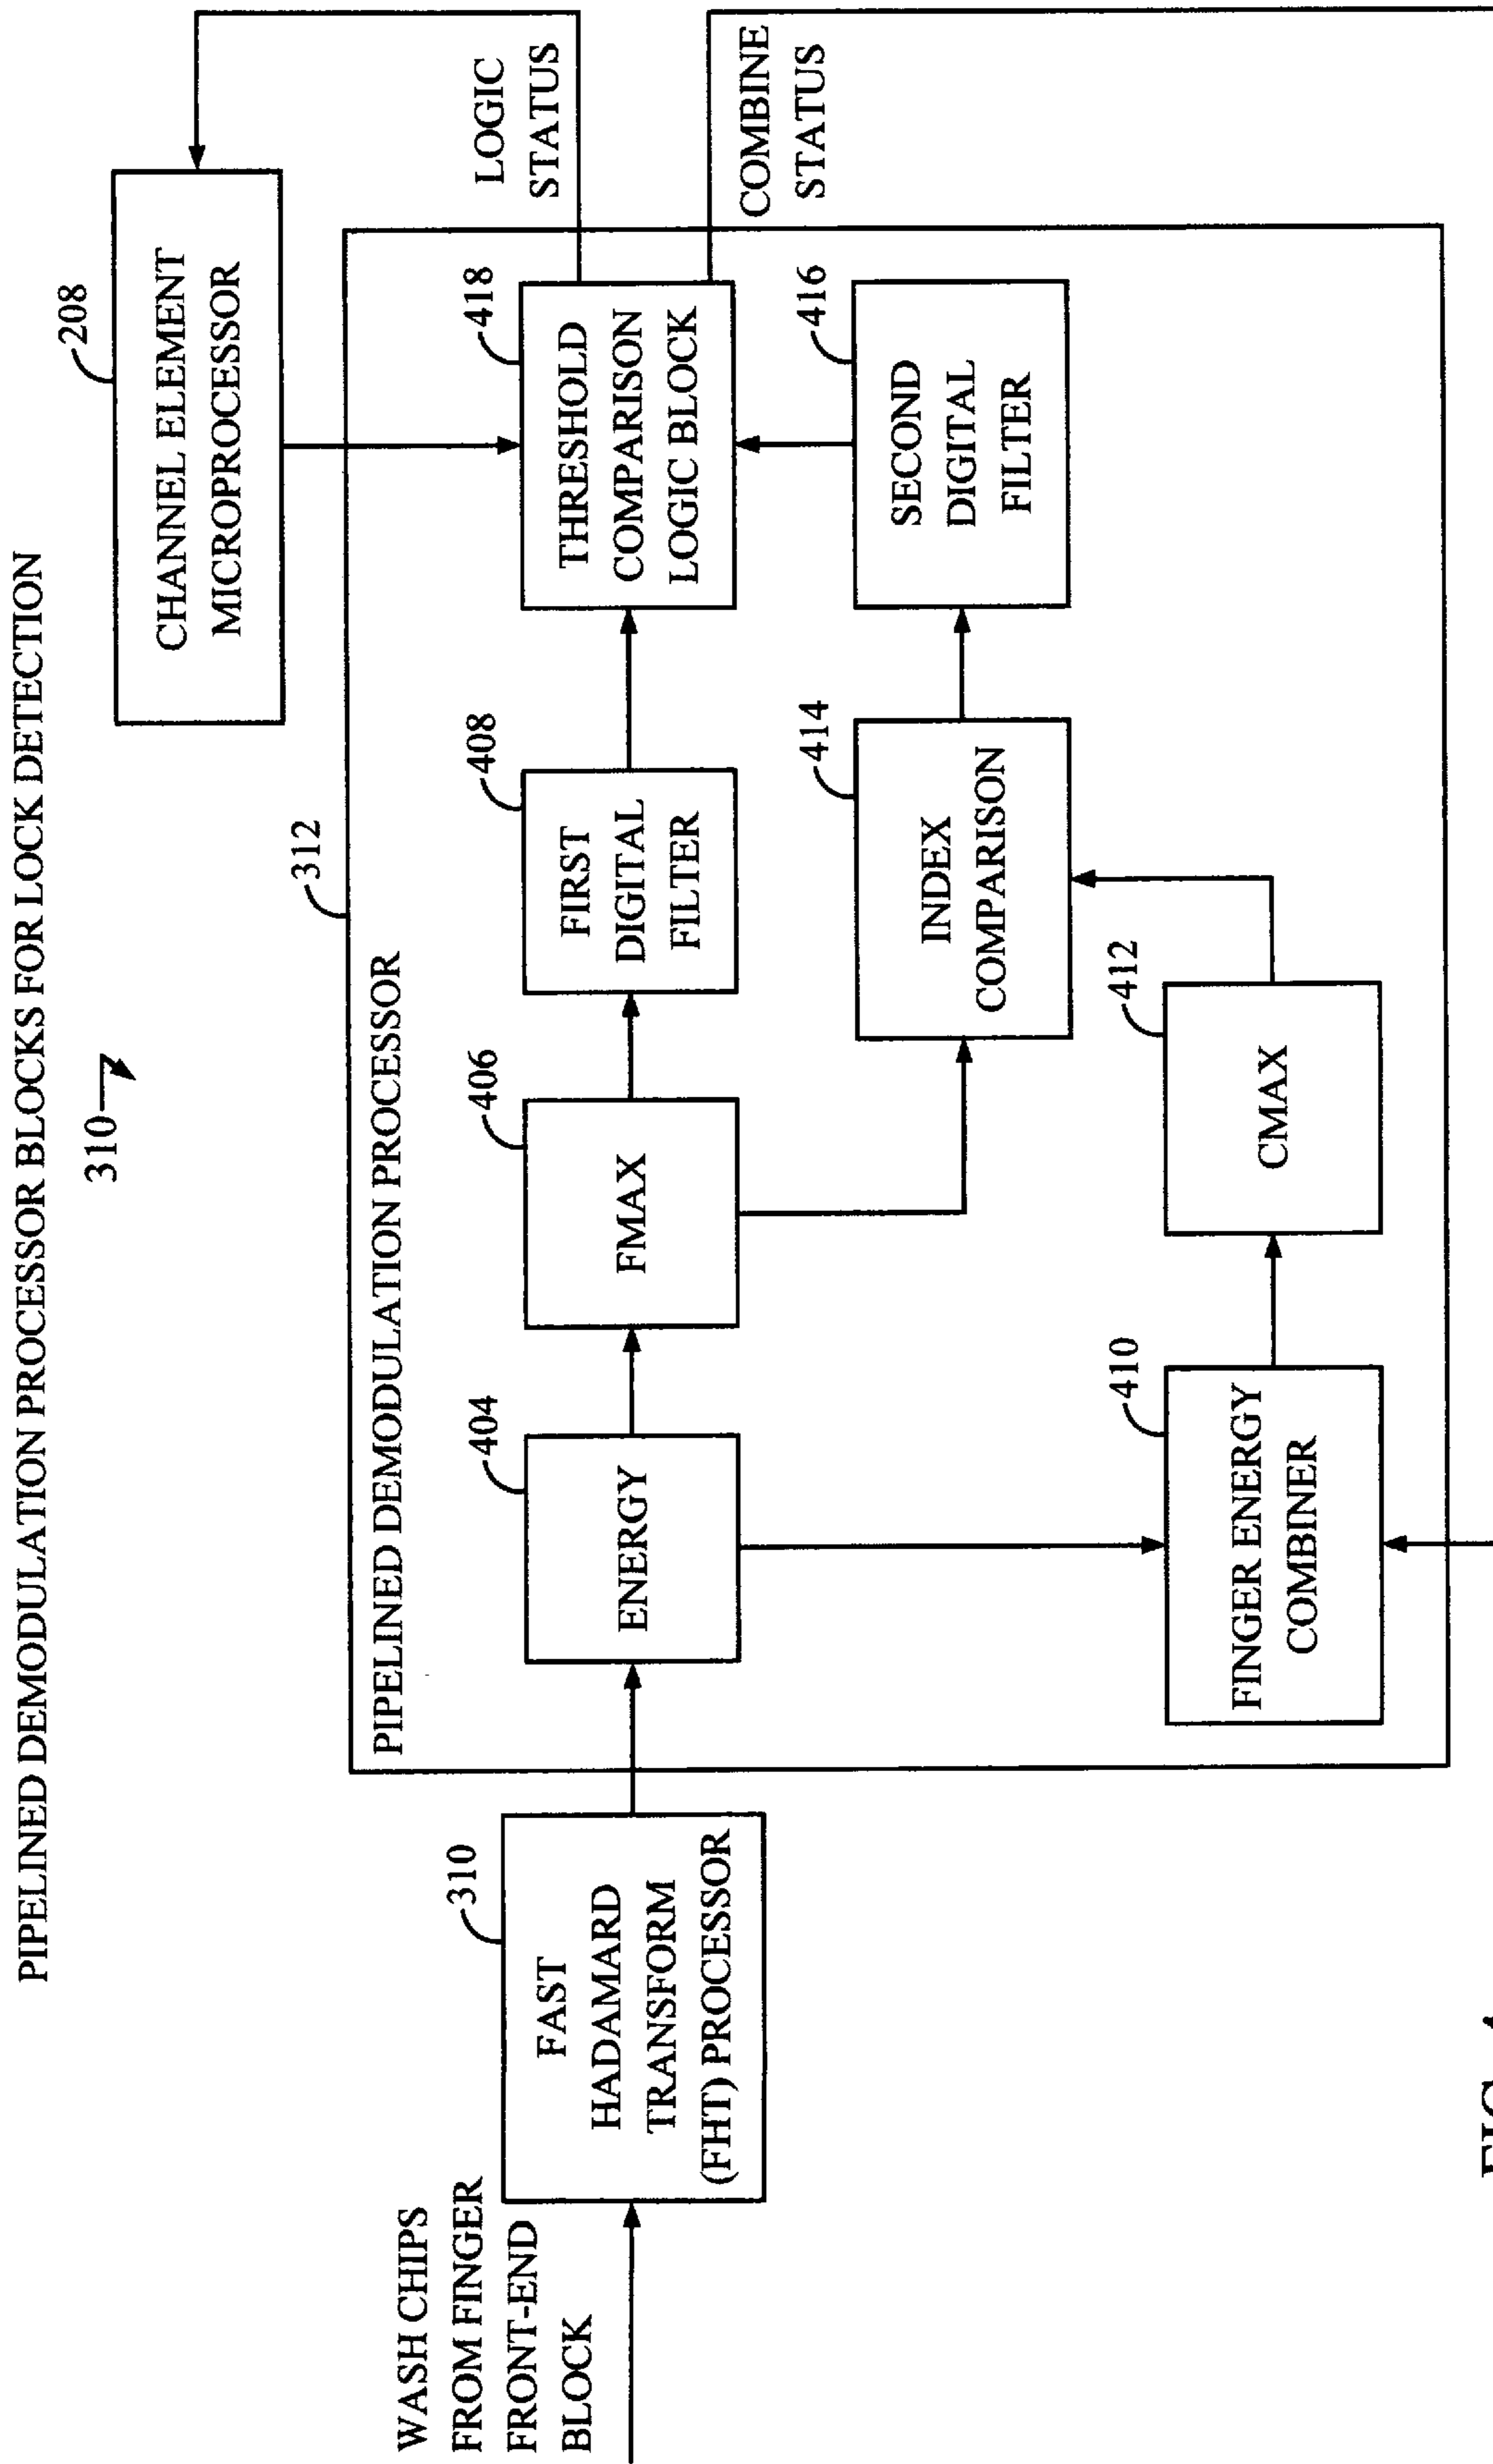 PIPELINED DEMODULATION PROCESSOR BLOCKS FOR LOCK DETECTION
310
208
CHANNEL ELEMENT
MICROPROCESSOR
312
PIPELINED DEMODULATION PROCESSOR
LOGIC
STATUS
COMBINE
STATUS
WASH CHIPS
FROM FINGER
FRONT-END
BLOCK
310
FAST
HADAMARD
TRANSFORM
(FHT) PROCESSOR
404
ENERGY
406
FMAX
408
FIRST
DIGITAL
FILTER
418
THRESHOLD
COMPARISON
LOGIC BLOCK
414
INDEX
COMPARISON
416
SECOND
DIGITAL
FILTER
410
FINGER ENERGY
COMBINER
412
CMAX